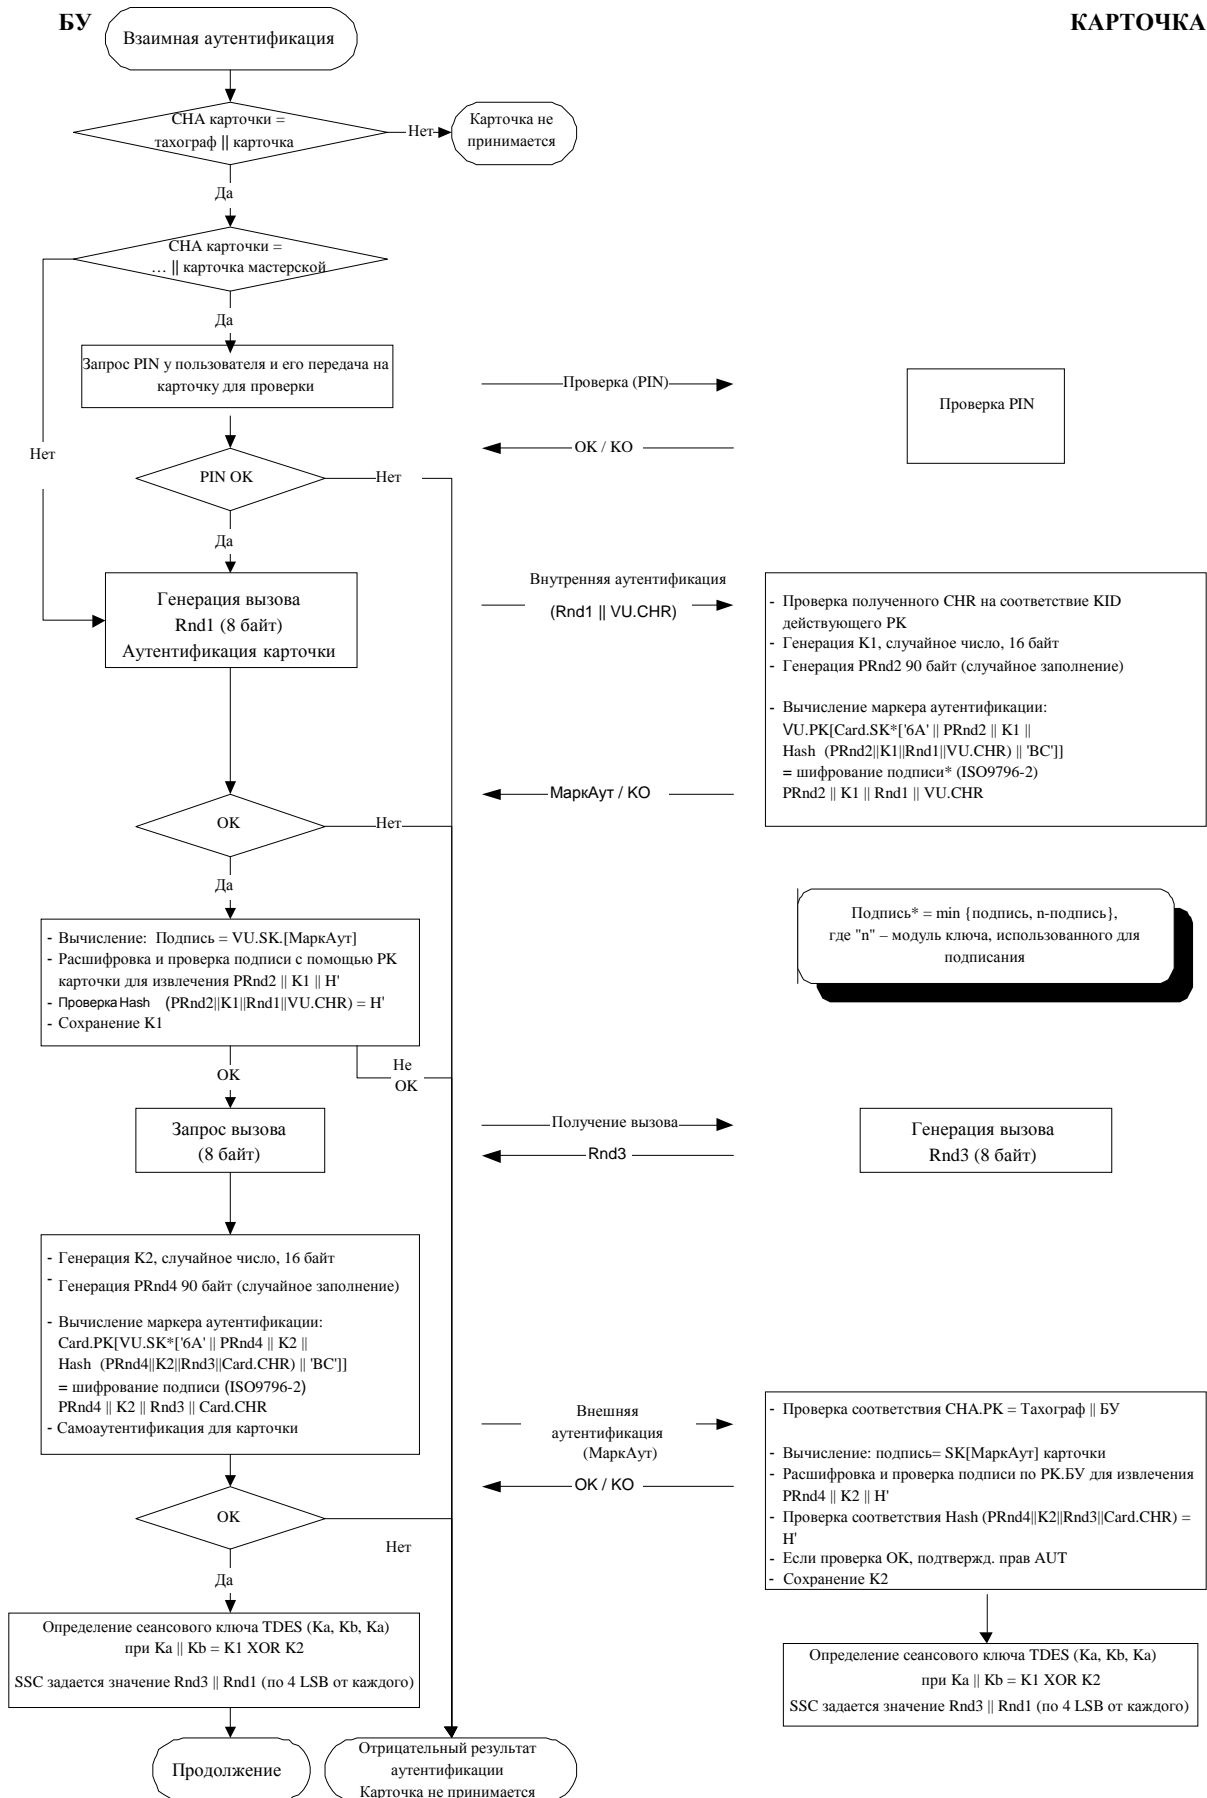 БУ
КАРТОЧКА
Взаимная аутентификация
CHA карточки =
тахограф || карточка
Нет
Карточка не
принимается
Да
CHA карточки =
… || карточка мастерской
Да
Запрос PIN у пользователя и его передача на
карточку для проверки
Проверка (PIN)
Проверка PIN
OK / KO
Нет
PIN OK
Нет
Да
Генерация вызова
Rnd1 (8 байт)
Аутентификация карточки
Внутренняя аутентификация
(Rnd1 || VU.CHR)
- Проверка полученного CHR на соответствие KID
действующего PK
- Генерация K1, случайное число, 16 байт
- Генерация PRnd2 90 байт (случайное заполнение)
- Вычисление маркера аутентификации:
VU.PK[Card.SK*['6A' || PRnd2 || K1 ||
Hash (PRnd2||K1||Rnd1||VU.CHR) || 'BC']]
= шифрование подписи* (ISO9796-2)
PRnd2 || K1 || Rnd1 || VU.CHR
МаркАут / KO
OK
Нет
Да
Подпись* = min {подпись, n-подпись},
где "n" – модуль ключа, использованного для
подписания
- Вычисление: Подпись = VU.SK.[МаркАут]
- Расшифровка и проверка подписи с помощью PK
карточки для извлечения PRnd2 || K1 || H'
- Проверка Hash (PRnd2||K1||Rnd1||VU.CHR) = H'
- Сохранение K1
OK
Не
OK
Запрос вызова
(8 байт)
Получение вызова
Rnd3
Генерация вызова
Rnd3 (8 байт)
- Генерация K2, случайное число, 16 байт
- Генерация PRnd4 90 байт (случайное заполнение)
- Вычисление маркера аутентификации:
Card.PK[VU.SK*['6A' || PRnd4 || K2 ||
Hash (PRnd4||K2||Rnd3||Card.CHR) || 'BC']]
= шифрование подписи (ISO9796-2)
PRnd4 || K2 || Rnd3 || Card.CHR
- Самоаутентификация для карточки
Внешняя
аутентификация
(МаркАут)
OK / KO
- Проверка соответствия CHA.PK = Тахограф || БУ
- Вычисление: подпись= SK[МаркАут] карточки
- Расшифровка и проверка подписи по PK.БУ для извлечения
PRnd4 || K2 || H'
- Проверка соответствия Hash (PRnd4||K2||Rnd3||Card.CHR) =
H'
- Если проверка OK, подтвержд. прав AUT
- Сохранение K2
OK
Нет
Да
Определение сеансового ключа TDES (Ka, Kb, Ka)
при Ka || Kb = K1 XOR K2
SSC задается значение Rnd3 || Rnd1 (по 4 LSB от каждого)
Определение сеансового ключа TDES (Ka, Kb, Ka)
при Ka || Kb = K1 XOR K2
SSC задается значение Rnd3 || Rnd1 (по 4 LSB от каждого)
Продолжение
Отрицательный результат
аутентификации
Карточка не принимается